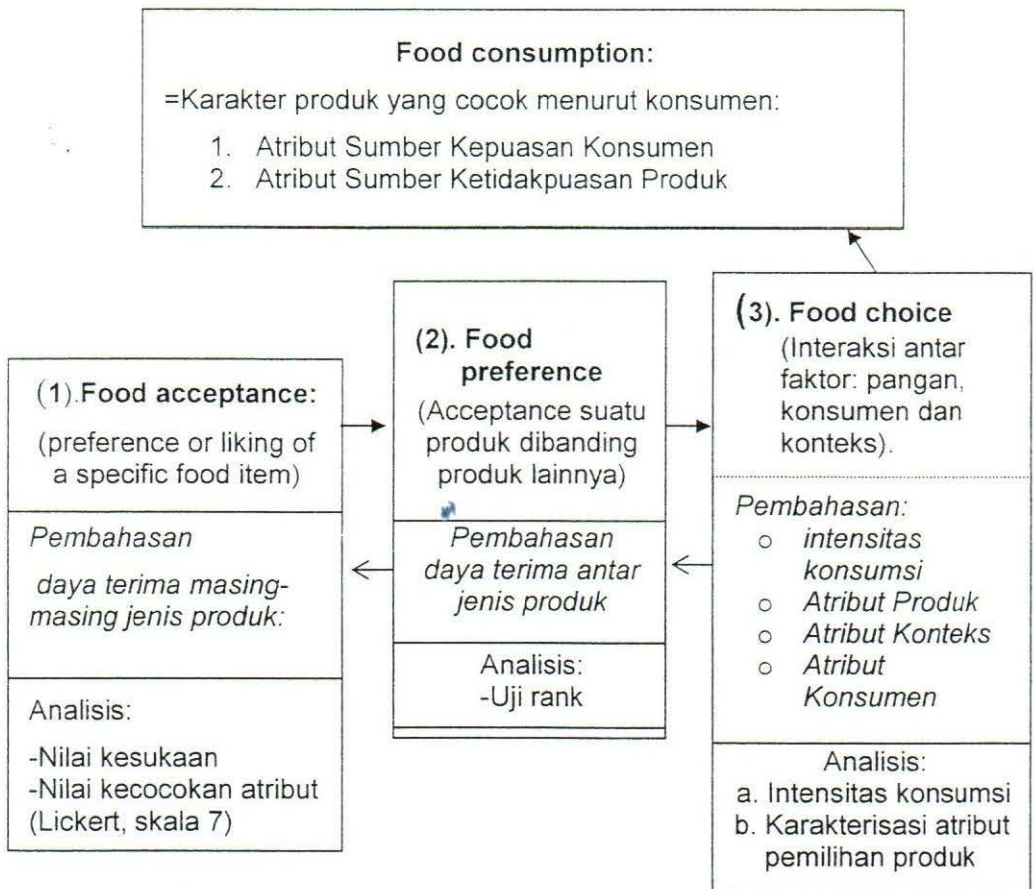 Food consumption:
=Karakter produk yang cocok menurut konsumen:
1. Atribut Sumber Kepuasan Konsumen
2. Atribut Sumber Ketidakpuasan Produk
(1).Food acceptance:
(preference or liking of
a specific food item)
Pembahasan
daya terima masing-
masing jenis produk:
Analisis:
-Nilai kesukaan
-Nilai kecocokan atribut
(Lickert, skala 7)
(2). Food
preference
(Acceptance suatu
produk dibanding
produk lainnya)
Pembahasan
daya terima antar
jenis produk
Analisis:
-Uji rank
(3). Food choice
(Interaksi antar
faktor: pangan,
konsumen dan
konteks).
Pembahasan:
o intensitas
konsumsi
o Atribut Produk
o Atribut Konteks
o Atribut
Konsumen
Analisis:
a. Intensitas konsumsi
b. Karakterisasi atribut
pemilihan produk